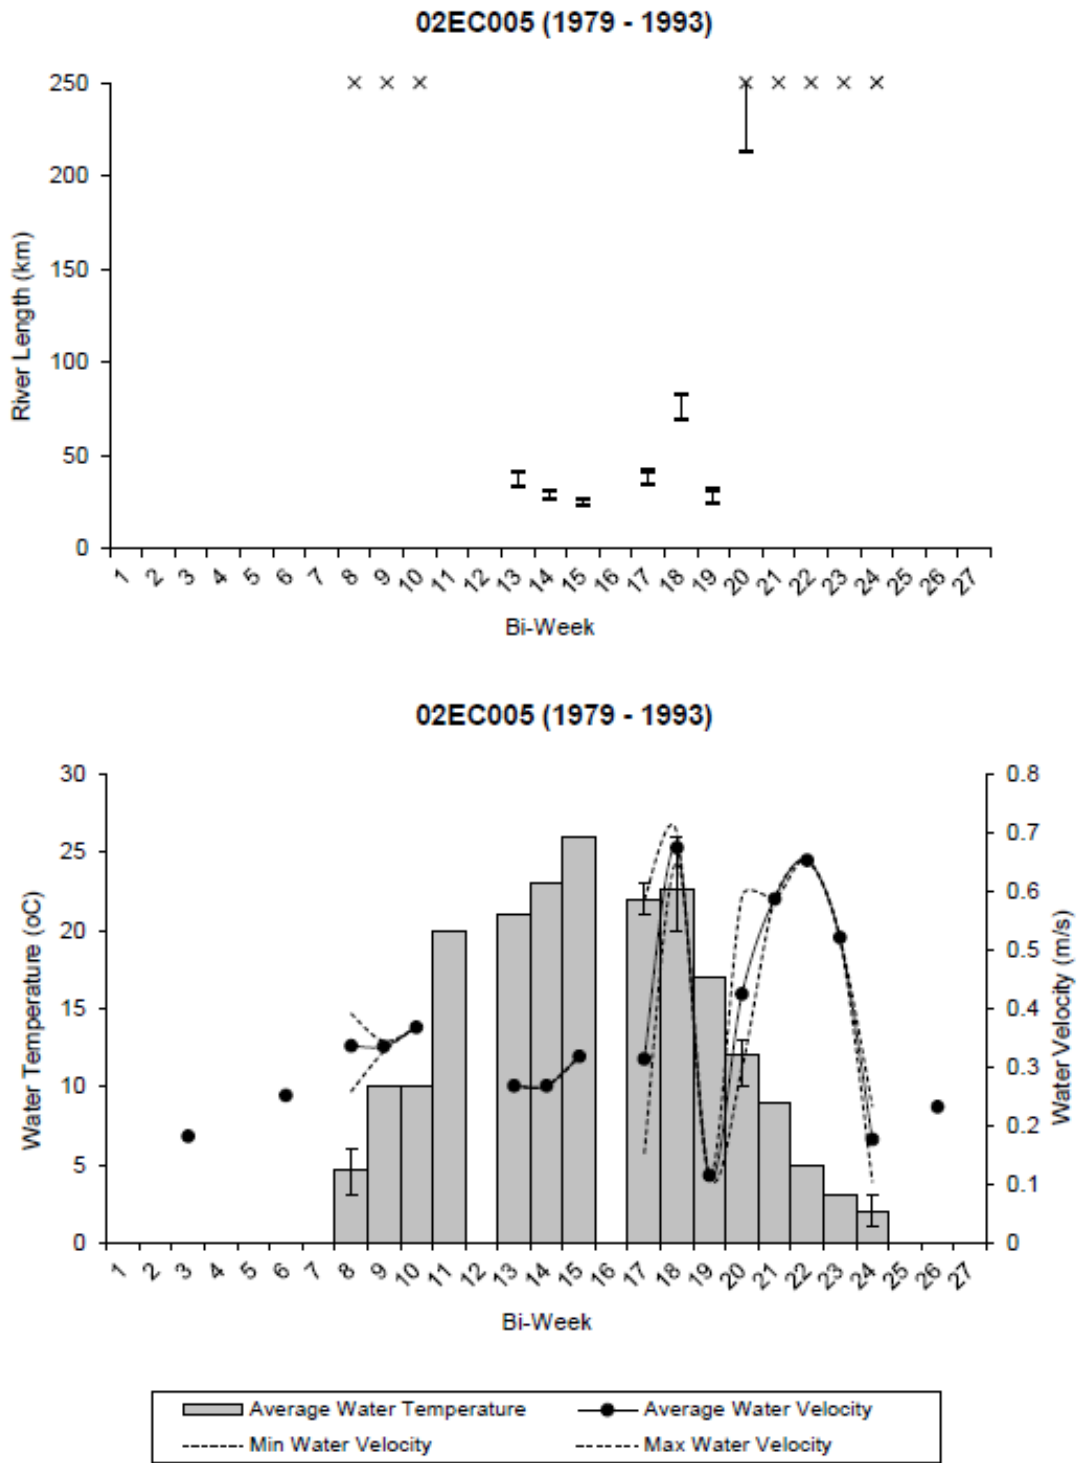 02EC005 (1979 - 1993)
250
200
150
100
50
0
River Length (km)
1 2 3 4 5 6 7 8 9 10 11 12 13 14 15 16 17 18 19 20 21 22 23 24 25 26 27
Bi-Week
02EC005 (1979 - 1993)
30
25
20
15
10
5
0
Water Temperature (oC)
0.8
0.7
0.6
0.5
0.4
0.3
0.2
0.1
0
Water Velocity (m/s)
1 2 3 4 5 6 7 8 9 10 11 12 13 14 15 16 17 18 19 20 21 22 23 24 25 26 27
Bi-Week
Average Water Temperature
Average Water Velocity
Min Water Velocity
Max Water Velocity